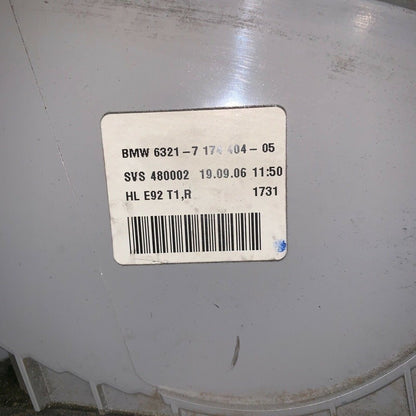 BMW 6321-7 174 404-05
SVS 480002 19.09.06 11:50
HL E92 T1,R 1731